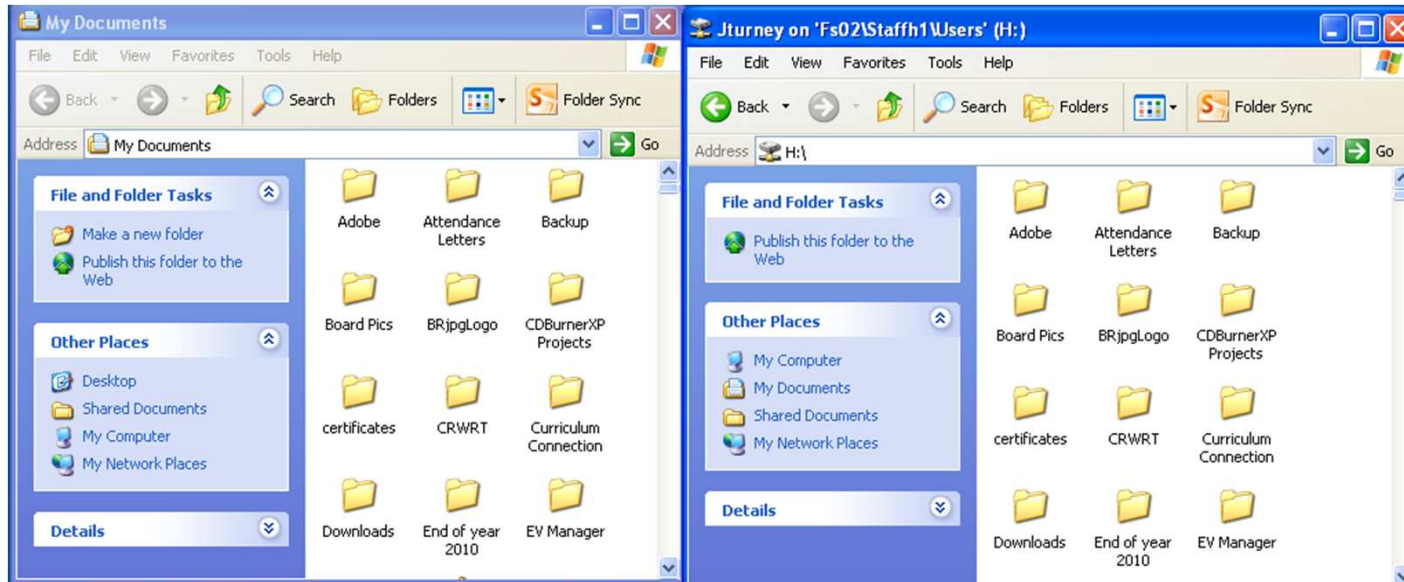 My Documents
File Edit View Favorites Tools Help
Back Search Folders Folder Sync
Address My Documents Go
File and Folder Tasks
Make a new folder
Publish this folder to the
Web
Other Places
Desktop
Shared Documents
My Computer
My Network Places
Details
Adobe Attendance Backup
Letters
Board Pics BRjpgLogo CDBurnerXP
Projects
certificates CRWRT Curriculum
Connection
Downloads End of year EV Manager
2010
Jturney on 'Fs02\Staffh1\Users' (H:)
File Edit View Favorites Tools Help
Back Search Folders Folder Sync
Address H:\ Go
File and Folder Tasks
Publish this folder to the
Web
Other Places
My Computer
My Documents
Shared Documents
My Network Places
Details
Adobe Attendance Backup
Letters
Board Pics BRjpgLogo CDBurnerXP
Projects
certificates CRWRT Curriculum
Connection
Downloads End of year EV Manager
2010